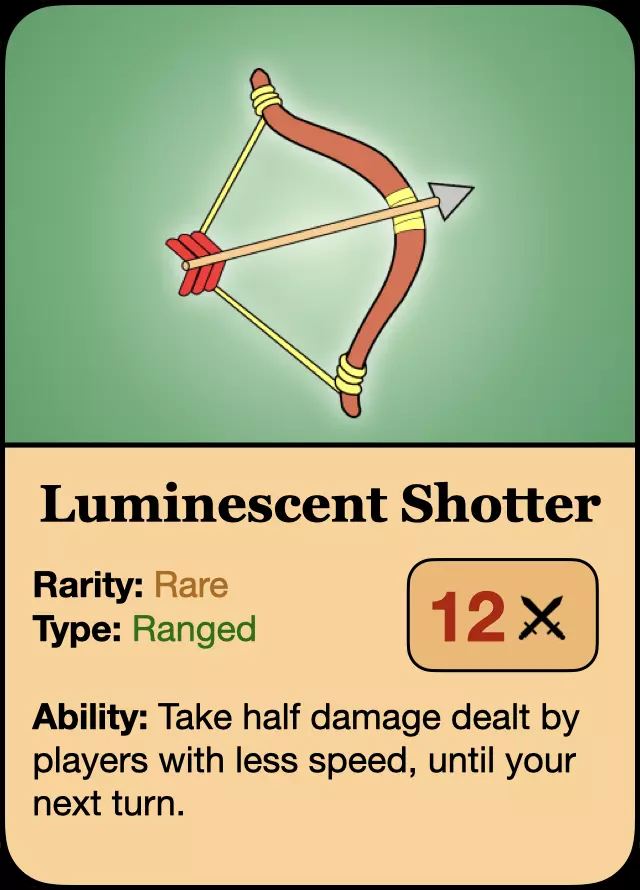 Luminescent Shotter
Rarity: Rare
Type: Ranged
12
Ability: Take half damage dealt by
players with less speed, until your
next turn.